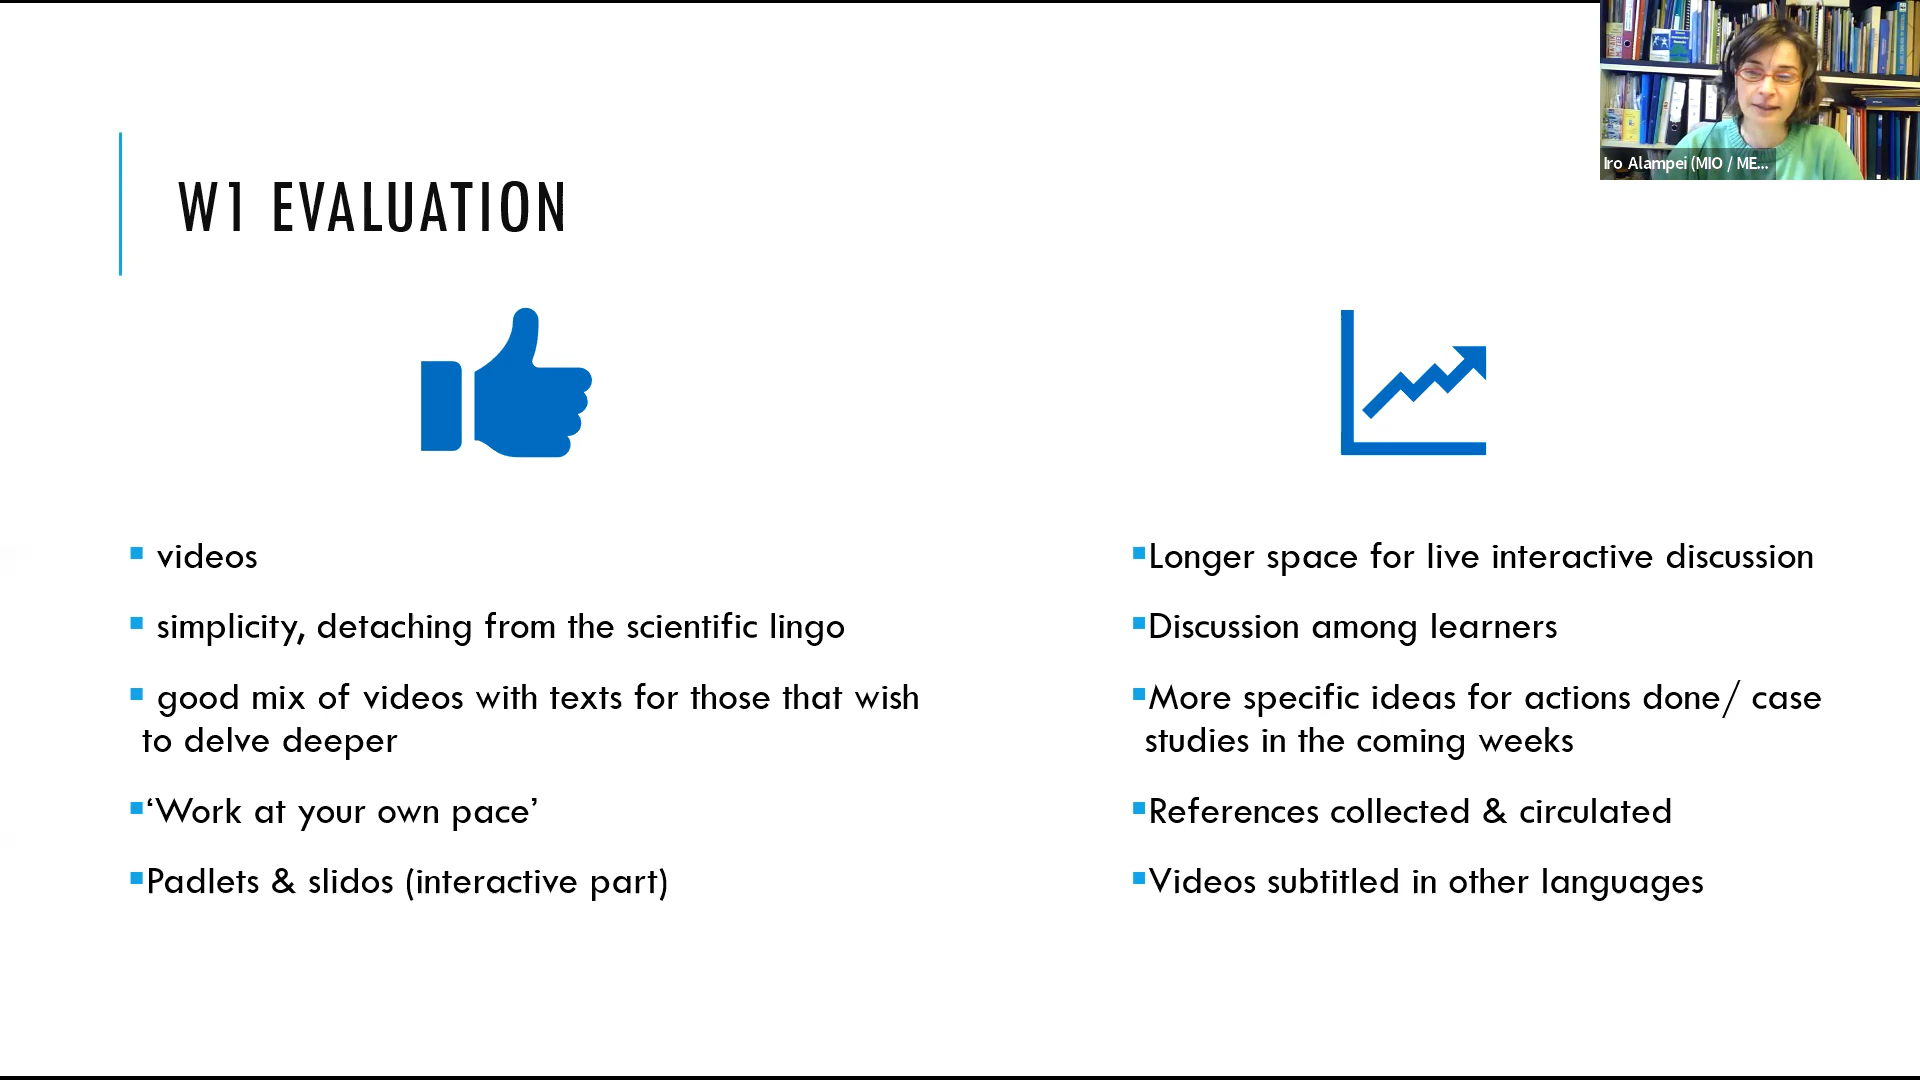 Iro Alampei (MIO / ME...
W1 EVALUATION
videos
simplicity, detaching from the scientific lingo
good mix of videos with texts for those that wish
to delve deeper
‘Work at your own pace’
Padlets & slidos (interactive part)
Longer space for live interactive discussion
Discussion among learners
More specific ideas for actions done/ case
studies in the coming weeks
References collected & circulated
Videos subtitled in other languages